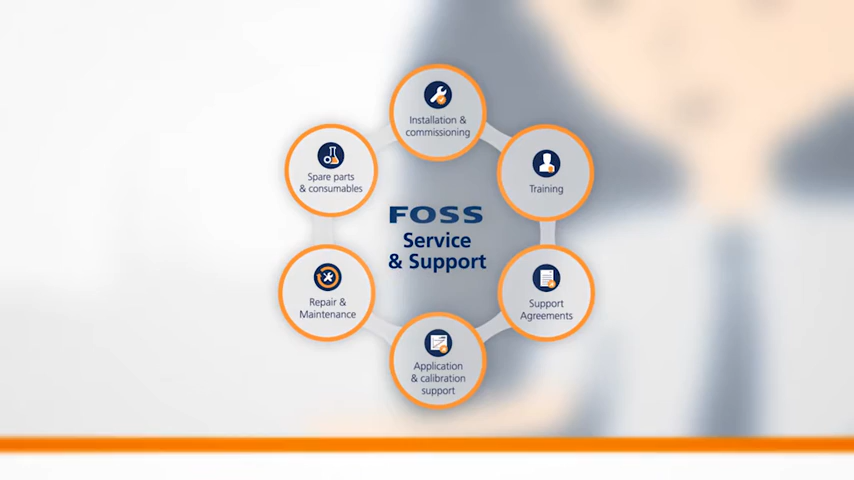 Installation &
commissioning
Spare parts
& consumables
Training
FOSS
Service
& Support
Repair &
Maintenance
Support
Agreements
Application
& calibration
support